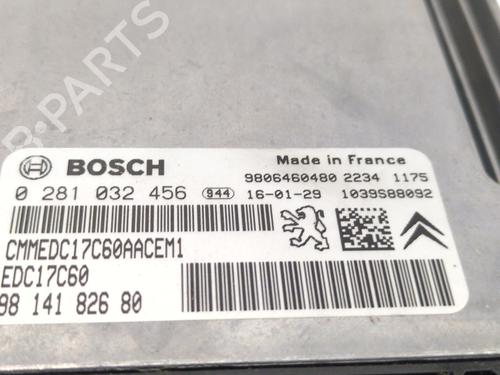 B-PARTS
BOSCH
Made in France
9806460480 2234 1175
0 281 032 456 944 16-01-29 1039S88092
CMMEDC17C60AACEM1
EDC17C60
98 141 826 80